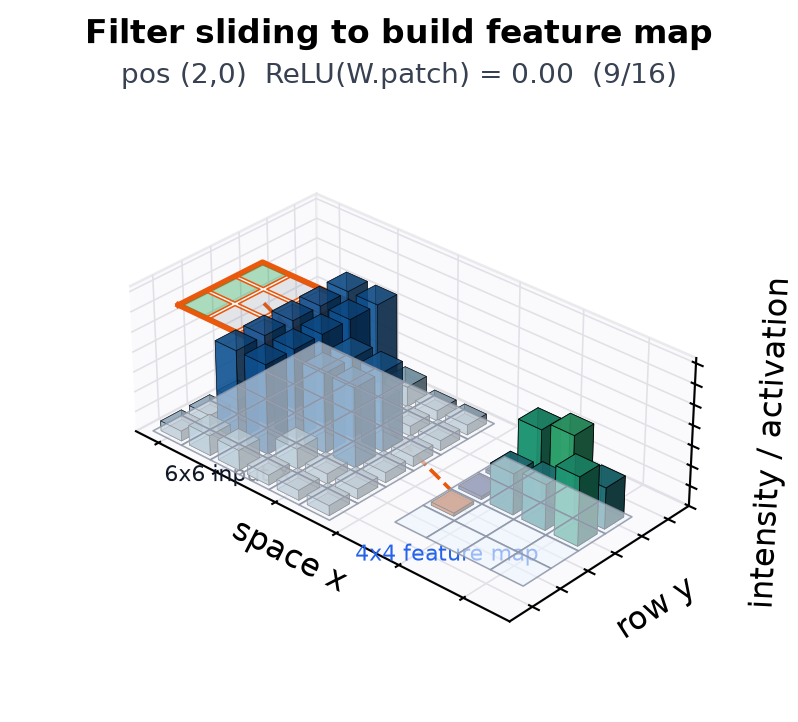 Filter sliding to build feature map
pos (2,0)  ReLU(W.patch) = 0.00  (9/16)
6x6 input
4x4 feature map
space x
row y
intensity / activation